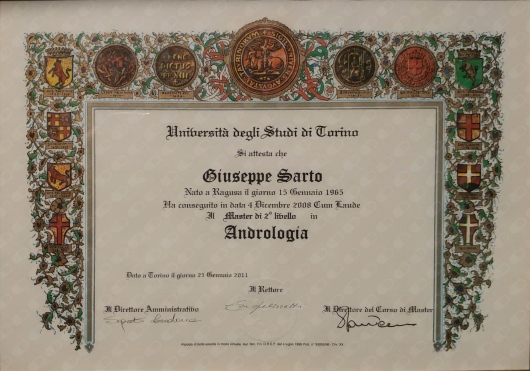 Università degli Studi di Torino
Si attesta che
Giuseppe Sarto
Nato a Ragusa il giorno 15 Gennaio 1965
Ha conseguito in data 4 Dicembre 2008 Cum Laude
Il Master di 2° livello in
Andrologia
Dato a Torino il giorno 25 Gennaio 2011
Il Rettore
Il Direttore Amministrativo
Il Direttore del Corso di Master